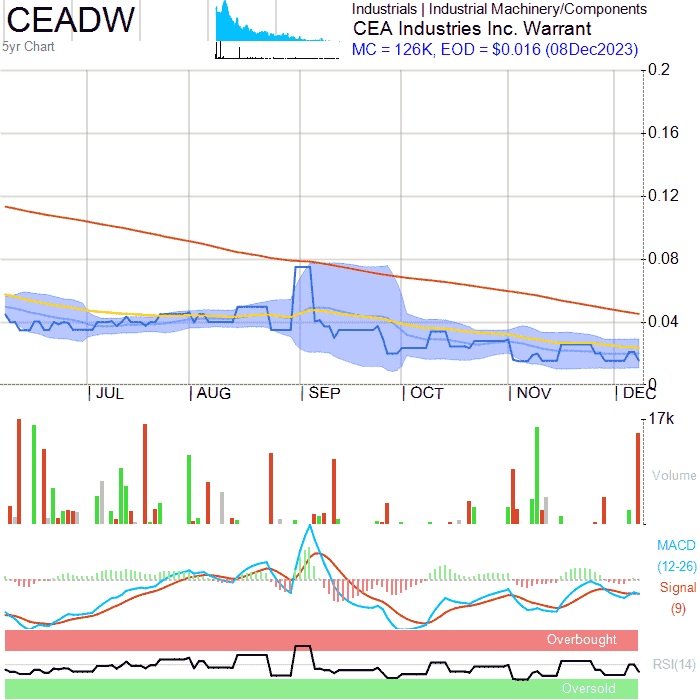 CEADW
5yr Chart
Industrials | Industrial Machinery/Components
CEA Industries Inc. Warrant
MC = 126K, EOD = $0.016 (08Dec2023)
0.2
0.16
0.12
0.08
0.04
0
JUL AUG SEP OCT NOV DEC
17k
Volume
MACD
(12-26)
Signal
(9)
Overbought
RSI(14)
Oversold